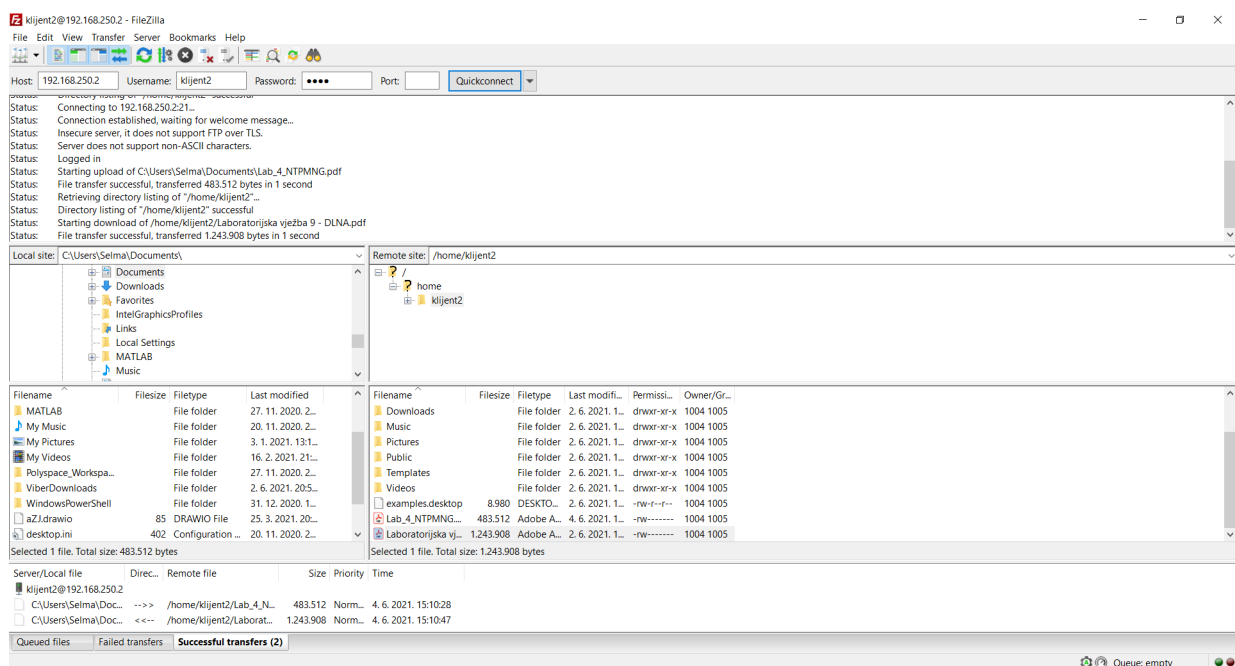 klijent2@192.168.250.2 - FileZilla
File Edit View Transfer Server Bookmarks Help
Host: 192.168.250.2 Username: klijent2 Password: •••• Port: Quickconnect
Status: Directory listing of "/home/klijent2" successful
Status: Connecting to 192.168.250.2:21...
Status: Connection established, waiting for welcome message...
Status: Insecure server, it does not support FTP over TLS.
Status: Server does not support non-ASCII characters.
Status: Logged in
Status: Starting upload of C:\Users\Selma\Documents\Lab_4_NTPMNG.pdf
Status: File transfer successful, transferred 483.512 bytes in 1 second
Status: Retrieving directory listing of "/home/klijent2"...
Status: Directory listing of "/home/klijent2" successful
Status: Starting download of /home/klijent2/Laboratorijska vježba 9 - DLNA.pdf
Status: File transfer successful, transferred 1.243.908 bytes in 1 second
Local site: C:\Users\Selma\Documents\
Documents
Downloads
Favorites
IntelGraphicsProfiles
Links
Local Settings
MATLAB
Music
Remote site: /home/klijent2
/
home
klijent2
Filename Filesize Filetype Last modified
MATLAB File folder 27. 11. 2020. 2...
My Music File folder 20. 11. 2020. 2...
My Pictures File folder 3. 1. 2021. 13:1...
My Videos File folder 16. 2. 2021. 21:...
Polyspace_Workspa... File folder 27. 11. 2020. 2...
ViberDownloads File folder 2. 6. 2021. 20:5...
WindowsPowerShell File folder 31. 12. 2020. 1...
aZJ.drawio 85 DRAWIO File 25. 3. 2021. 20:...
desktop.ini 402 Configuration ... 20. 11. 2020. 2...
Selected 1 file. Total size: 483.512 bytes
Filename Filesize Filetype Last modifi... Permissi... Owner/Gr...
Downloads File folder 2. 6. 2021. 1... drwxr-xr-x 1004 1005
Music File folder 2. 6. 2021. 1... drwxr-xr-x 1004 1005
Pictures File folder 2. 6. 2021. 1... drwxr-xr-x 1004 1005
Public File folder 2. 6. 2021. 1... drwxr-xr-x 1004 1005
Templates File folder 2. 6. 2021. 1... drwxr-xr-x 1004 1005
Videos File folder 2. 6. 2021. 1... drwxr-xr-x 1004 1005
examples.desktop 8.980 DESKTO... 2. 6. 2021. 1... -rw-r--r-- 1004 1005
Lab_4_NTPMNG.... 483.512 Adobe A... 4. 6. 2021. 1... -rw------- 1004 1005
Laboratorijska vj... 1.243.908 Adobe A... 2. 6. 2021. 1... -rw------- 1004 1005
Selected 1 file. Total size: 1.243.908 bytes
Server/Local file Direc... Remote file Size Priority Time
klijent2@192.168.250.2
C:\Users\Selma\Doc... -->> /home/klijent2/Lab_4_N... 483.512 Norm... 4. 6. 2021. 15:10:28
C:\Users\Selma\Doc... <<-- /home/klijent2/Laborat... 1.243.908 Norm... 4. 6. 2021. 15:10:47
Queued files Failed transfers Successful transfers (2)
Queue: empty